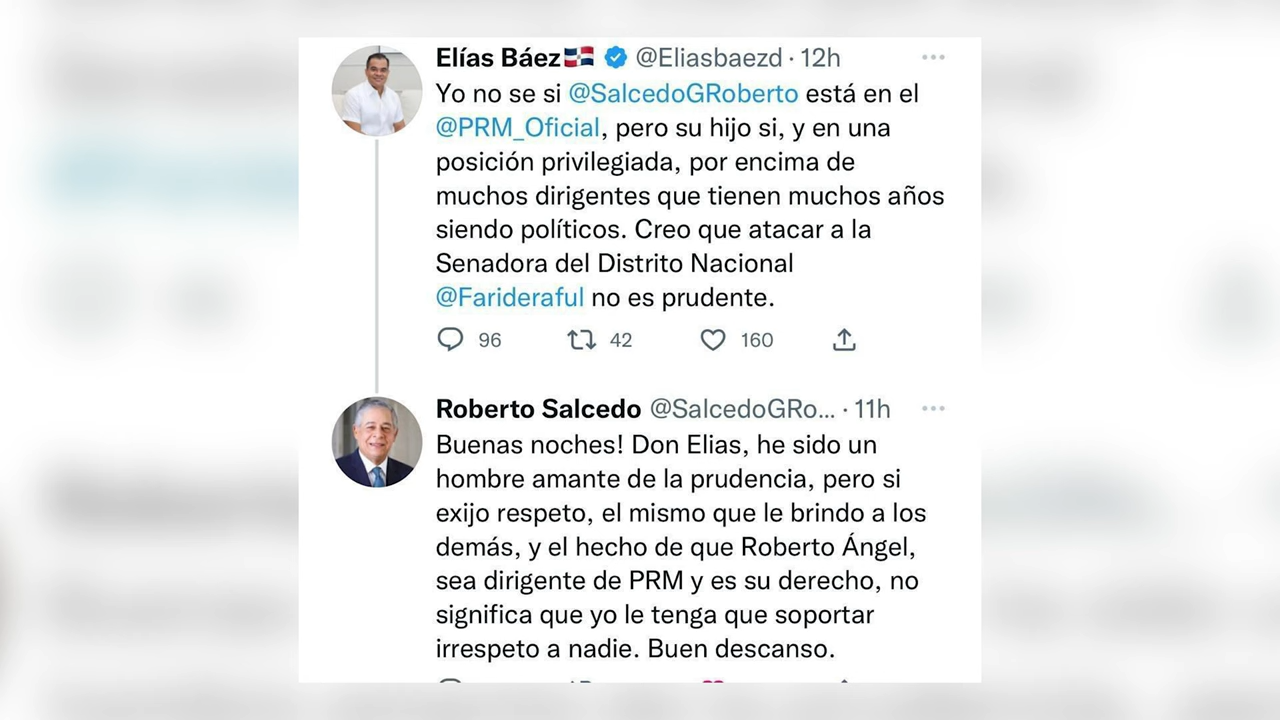 Elías Báez🇩🇴 @Eliasbaezd · 12h
Yo no se si @SalcedoGRoberto está en el
@PRM_Oficial, pero su hijo si, y en una
posición privilegiada, por encima de
muchos dirigentes que tienen muchos años
siendo políticos. Creo que atacar a la
Senadora del Distrito Nacional
@Farideraful no es prudente.
96 42 160
Roberto Salcedo @SalcedoGRo... · 11h
Buenas noches! Don Elias, he sido un
hombre amante de la prudencia, pero si
exijo respeto, el mismo que le brindo a los
demás, y el hecho de que Roberto Ángel,
sea dirigente de PRM y es su derecho, no
significa que yo le tenga que soportar
irrespeto a nadie. Buen descanso.